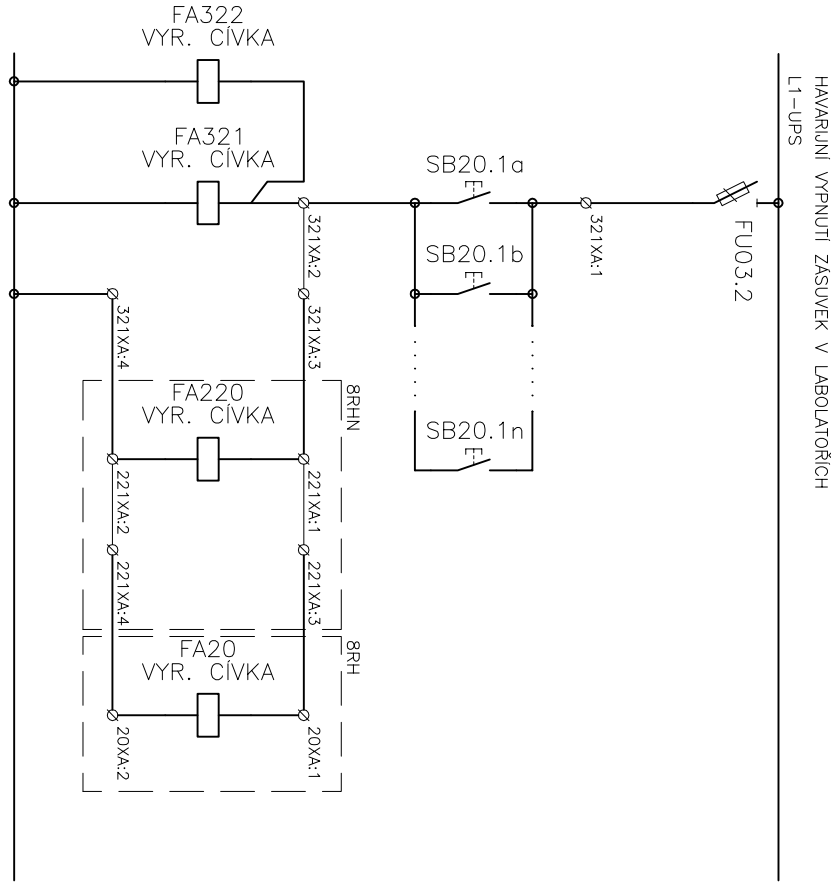 HAVARIJNÍ VYPNUTÍ ZÁSUVEK V LABOLATOŘÍCH
L1-UPS
FU03.2
321XA:1
SB20.1a
SB20.1b
SB20.1n
FA322
VYR. CÍVKA
FA321
VYR. CÍVKA
321XA:2
321XA:3
321XA:4
8RHN
FA220
VYR. CÍVKA
221XA:1
221XA:2
221XA:3
221XA:4
8RH
FA20
VYR. CÍVKA
20XA:1
20XA:2